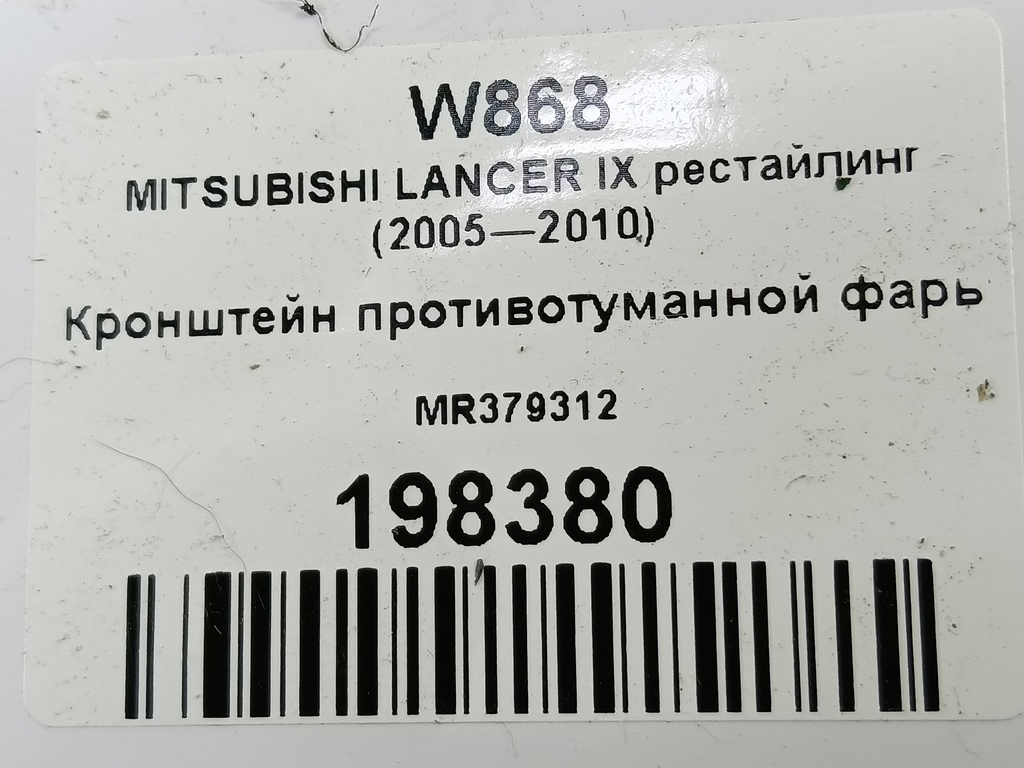 W868
MITSUBISHI LANCER IX рестайлинг
(2005—2010)
Кронштейн противотуманной фарь
MR379312
198380